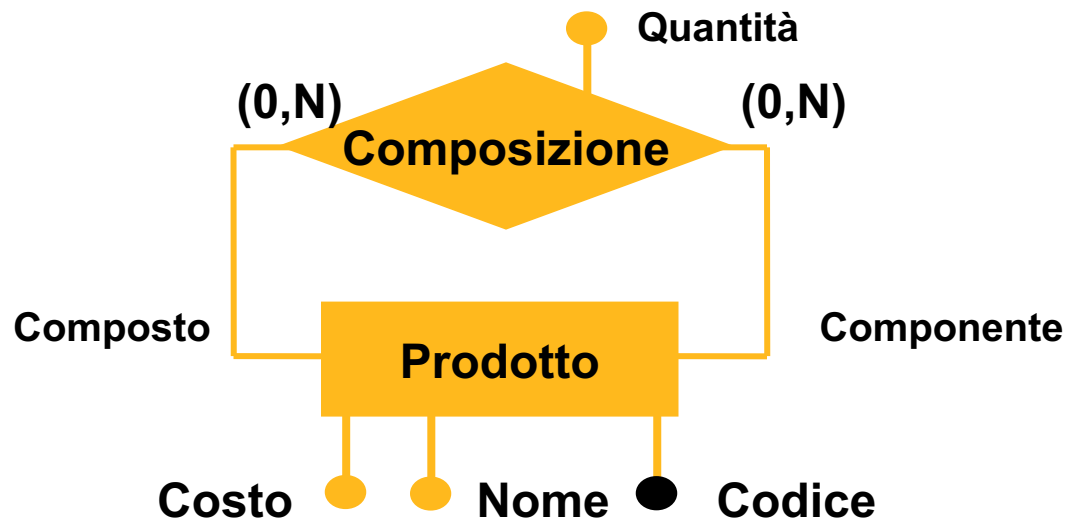 Quantità
(0,N)
(0,N)
Composizione
Composto
Componente
Prodotto
Costo
Nome
Codice